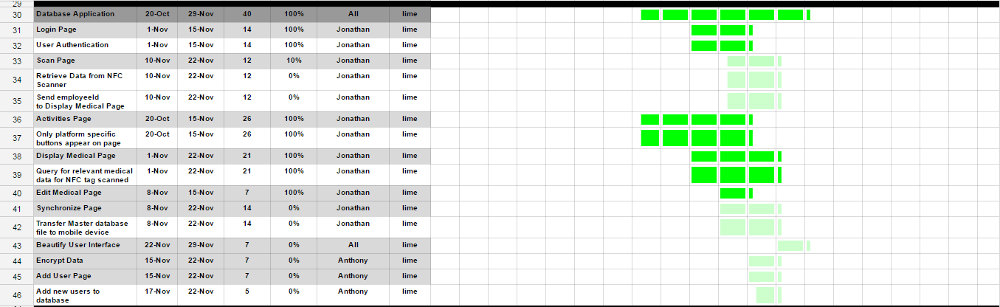 29
30 Database Application 20-Oct 29-Nov 40 100% All lime
31 Login Page 1-Nov 15-Nov 14 100% Jonathan lime
32 User Authentication 1-Nov 15-Nov 14 100% Jonathan lime
33 Scan Page 10-Nov 22-Nov 12 10% Jonathan lime
34 Retrieve Data from NFC 10-Nov 22-Nov 12 0% Jonathan lime
Scanner
35 Send employeeId 10-Nov 22-Nov 12 0% Jonathan lime
to Display Medical Page
36 Activities Page 20-Oct 15-Nov 26 100% Jonathan lime
37 Only platform specific 20-Oct 15-Nov 26 100% Jonathan lime
buttons appear on page
38 Display Medical Page 1-Nov 22-Nov 21 100% Jonathan lime
39 Query for relevant medical 1-Nov 22-Nov 21 100% Jonathan lime
data for NFC tag scanned
40 Edit Medical Page 8-Nov 15-Nov 7 100% Jonathan lime
41 Synchronize Page 8-Nov 22-Nov 14 0% Jonathan lime
42 Transfer Master database 8-Nov 22-Nov 14 0% Jonathan lime
file to mobile device
43 Beautify User Interface 22-Nov 29-Nov 7 0% All lime
44 Encrypt Data 15-Nov 22-Nov 7 0% Anthony lime
45 Add User Page 15-Nov 22-Nov 7 0% Anthony lime
46 Add new users to 17-Nov 22-Nov 5 0% Anthony lime
database